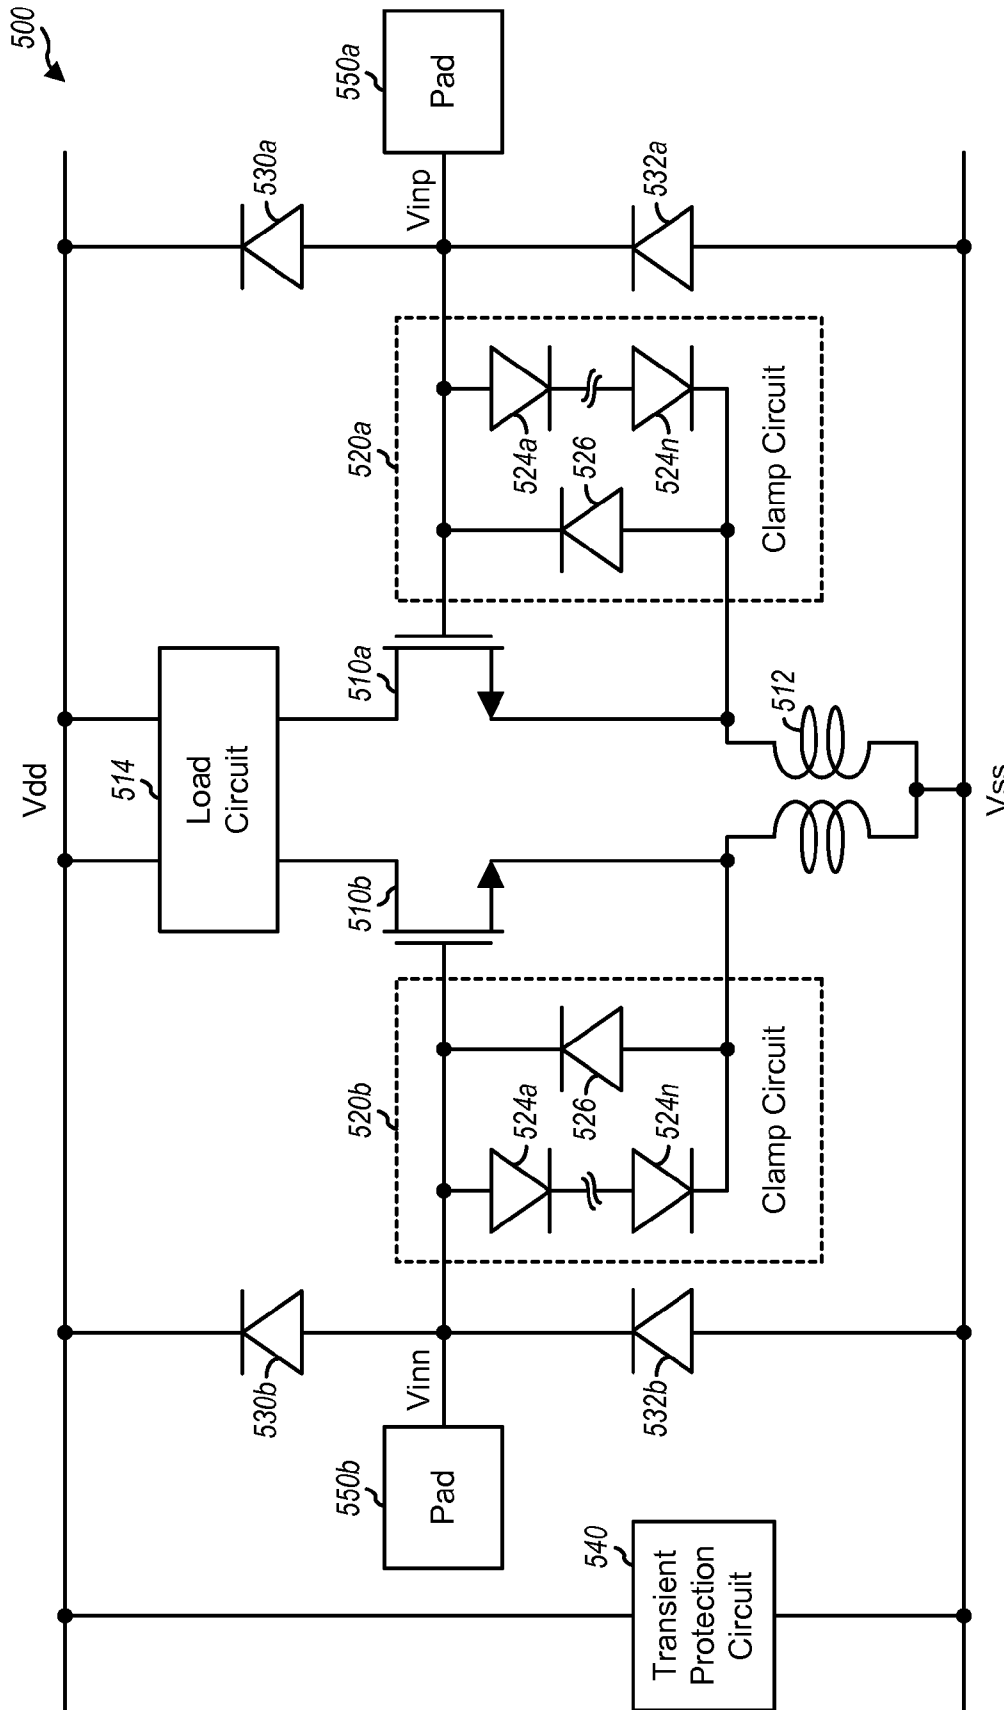 500
Vdd
514
Load
Circuit
530b
530a
550b
520b
510b
510a
520a
550a
Vinn
Vinp
Pad
Pad
524a
524a
526
526
540
532b
524n
524n
532a
Transient
Protection
Circuit
Clamp Circuit
512
Clamp Circuit
Vss